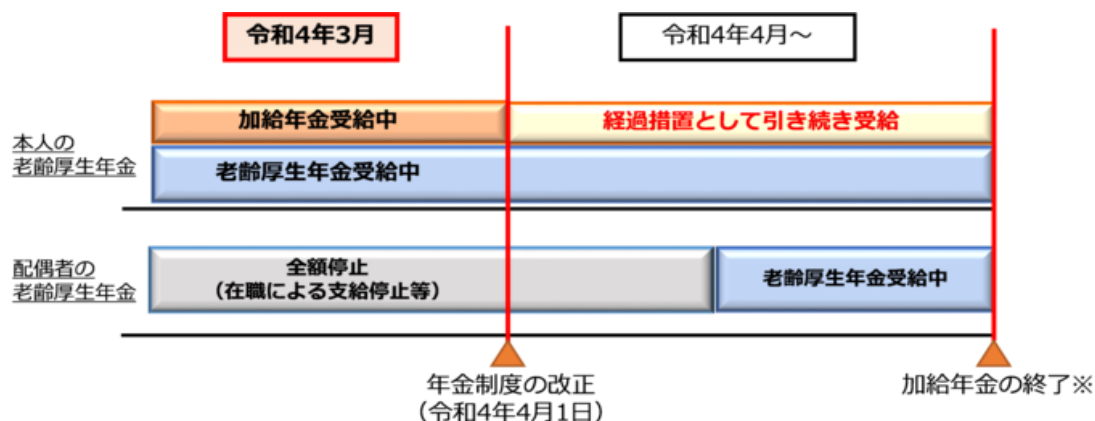 令和4年3月
令和4年4月～
本人の
老齢厚生年金
加給年金受給中
経過措置として引き続き受給
老齢厚生年金受給中
配偶者の
老齢厚生年金
全額停止
（在職による支給停止等）
老齢厚生年金受給中
年金制度の改正
（令和4年4月1日）
加給年金の終了※